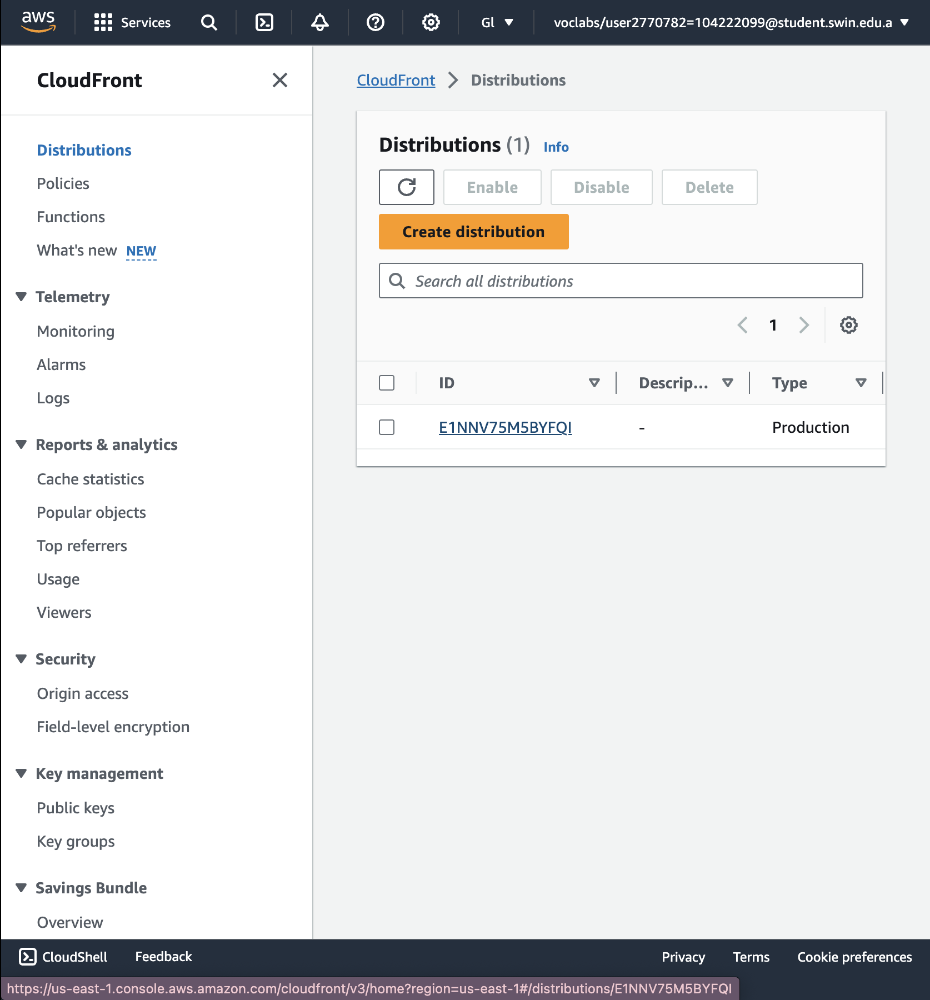 aws
Services
Gl
voclabs/user2770782=104222099@student.swin.edu.a
CloudFront
Distributions
Policies
Functions
What's new NEW
Telemetry
Monitoring
Alarms
Logs
Reports & analytics
Cache statistics
Popular objects
Top referrers
Usage
Viewers
Security
Origin access
Field-level encryption
Key management
Public keys
Key groups
Savings Bundle
Overview
CloudFront Distributions
Distributions (1) Info
Enable Disable Delete
Create distribution
Search all distributions
1
ID Descrip... Type
E1NNV75M5BYFQI - Production
CloudShell Feedback Privacy Terms Cookie preferences
https://us-east-1.console.aws.amazon.com/cloudfront/v3/home?region=us-east-1#/distributions/E1NNV75M5BYFQI